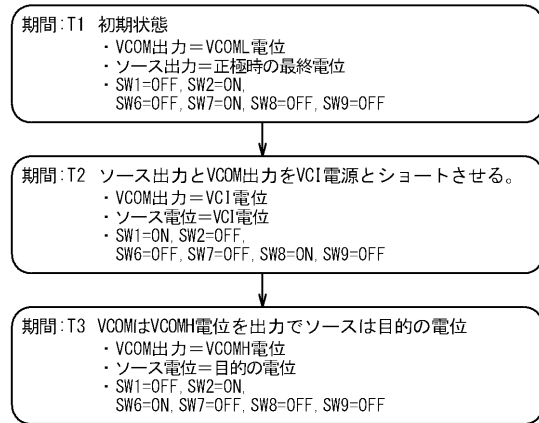 期間:T1 初期状態
・VCOM出力=VCOML電位
・ソース出力=正極時の最終電位
・SW1=OFF, SW2=ON,
SW6=OFF, SW7=ON, SW8=OFF, SW9=OFF
期間:T2 ソース出力とVCOM出力をVCI電源とショートさせる。
・VCOM出力=VCI電位
・ソース電位=VCI電位
・SW1=ON, SW2=OFF,
SW6=OFF, SW7=OFF, SW8=ON, SW9=OFF
期間:T3 VCOMはVCOMH電位を出力でソースは目的の電位
・VCOM出力=VCOMH電位
・ソース電位=目的の電位
・SW1=OFF, SW2=ON,
SW6=ON, SW7=OFF, SW8=OFF, SW9=OFF